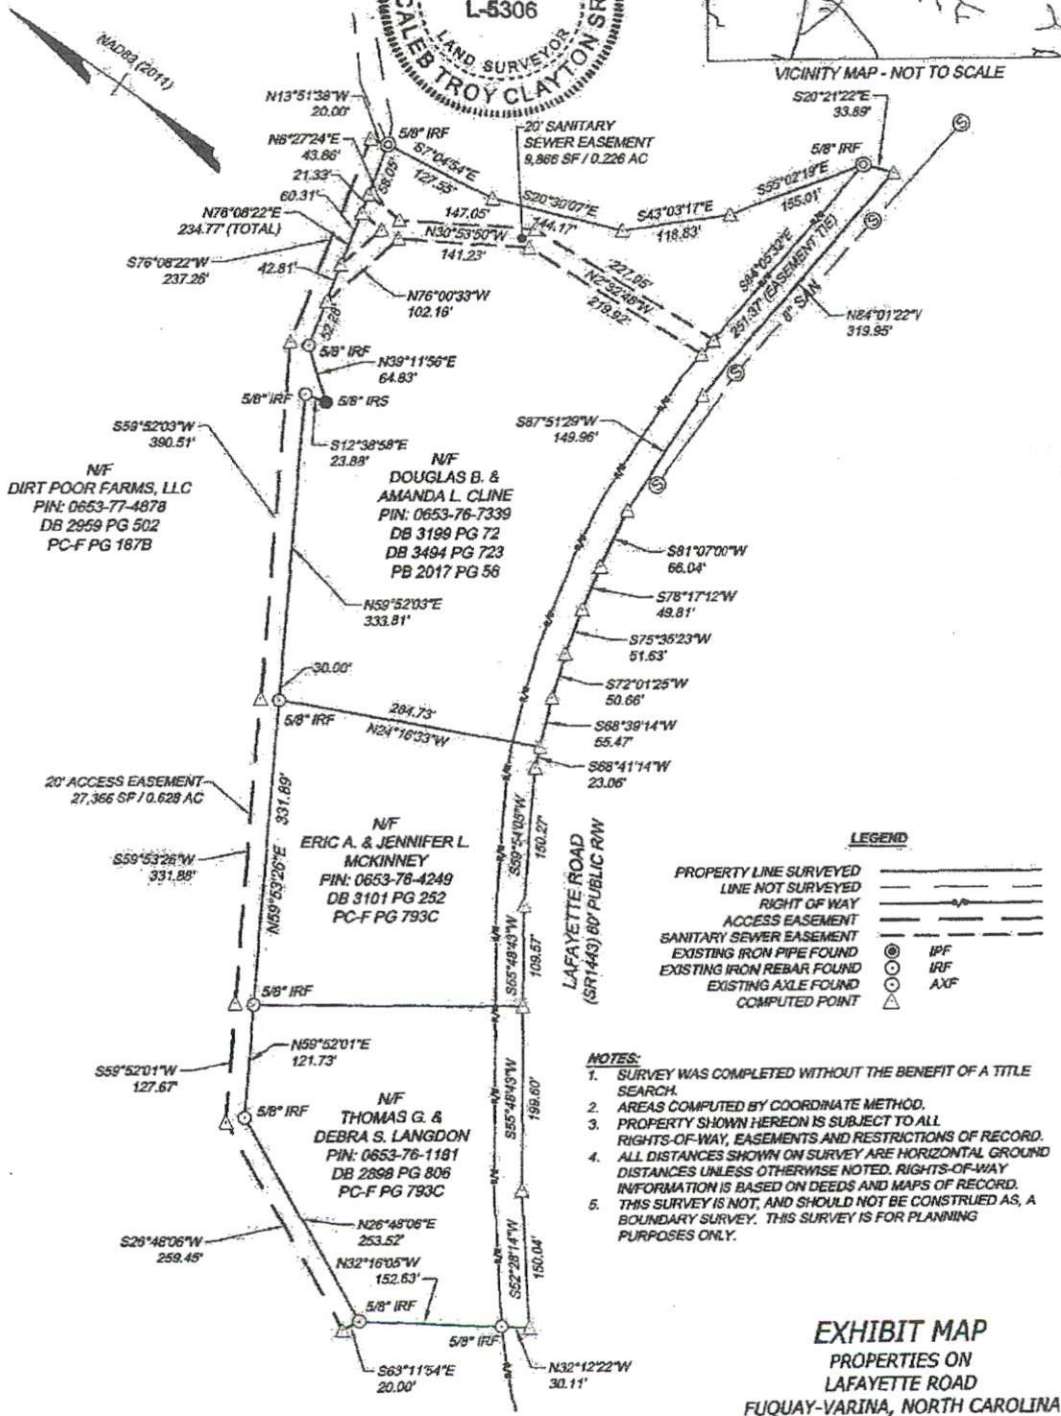 L-5306
LAND SURVEYOR
CALEB TROY CLAYTON SR
VICINITY MAP - NOT TO SCALE
NAD83 (2011)
N13°51'38"W
20.00'
5/8" IRF
N6°27'24"E
43.86'
58.05'
S7°04'54"E
127.55'
20' SANITARY
SEWER EASEMENT
9,866 SF / 0.226 AC
S20°21'22"E
33.89'
5/8" IRF
21.33'
60.31'
N76°08'22"E
234.77' (TOTAL)
147.05'
N30°53'50"W
141.23'
S20°30'07"E
144.17'
S43°03'17"E
118.83'
S55°02'19"E
155.01'
S76°08'22"W
237.26'
42.81'
N76°00'33"W
102.16'
52.28'
227.05'
N2°32'48"W
219.92'
S84°05'32"E
251.37' (EASEMENT TIE)
8" SAN
N84°01'22"
319.95'
5/8" IRF
N39°11'56"E
64.83'
5/8" IRF
5/8" IRS
S12°38'58"E
23.88'
S87°51'29"W
149.96'
S59°52'03"W
390.51'
N/F
DIRT POOR FARMS, LLC
PIN: 0653-77-4878
DB 2959 PG 502
PC-F PG 187B
N/F
DOUGLAS B. &
AMANDA L. CLINE
PIN: 0653-76-7339
DB 3199 PG 72
DB 3494 PG 723
PB 2017 PG 56
S81°07'00"W
66.04'
S78°17'12"W
49.81'
N59°52'03"E
333.81'
S75°35'23"W
51.63'
30.00'
5/8" IRF
284.73'
N24°16'33"W
S72°01'25"W
50.66'
S68°39'14"W
55.47'
S68°41'14"W
23.06'
20' ACCESS EASEMENT
27,366 SF / 0.628 AC
N59°53'26"E 331.89'
S59°53'26"W
331.88'
N/F
ERIC A. & JENNIFER L.
MCKINNEY
PIN: 0653-76-4249
DB 3101 PG 252
PC-F PG 793C
S59°54'05"W
150.27'
LAFAYETTE ROAD
(SR1443) 60' PUBLIC R/W
S55°48'43"W
109.57'
LEGEND
PROPERTY LINE SURVEYED
LINE NOT SURVEYED
RIGHT OF WAY
ACCESS EASEMENT
SANITARY SEWER EASEMENT
EXISTING IRON PIPE FOUND IPF
EXISTING IRON REBAR FOUND IRF
EXISTING AXLE FOUND AXF
COMPUTED POINT
5/8" IRF
N59°52'01"E
121.73'
S59°52'01"W
127.67'
5/8" IRF
N/F
THOMAS G. &
DEBRA S. LANGDON
PIN: 0653-76-1181
DB 2898 PG 806
PC-F PG 793C
S55°48'43"W
199.60'
NOTES:
1. SURVEY WAS COMPLETED WITHOUT THE BENEFIT OF A TITLE
SEARCH.
2. AREAS COMPUTED BY COORDINATE METHOD.
3. PROPERTY SHOWN HEREON IS SUBJECT TO ALL
RIGHTS-OF-WAY, EASEMENTS AND RESTRICTIONS OF RECORD.
4. ALL DISTANCES SHOWN ON SURVEY ARE HORIZONTAL GROUND
DISTANCES UNLESS OTHERWISE NOTED. RIGHTS-OF-WAY
INFORMATION IS BASED ON DEEDS AND MAPS OF RECORD.
5. THIS SURVEY IS NOT, AND SHOULD NOT BE CONSTRUED AS, A
BOUNDARY SURVEY. THIS SURVEY IS FOR PLANNING
PURPOSES ONLY.
S26°48'06"W
259.45'
N26°48'06"E
253.52'
N32°16'05"W
152.63'
S52°28'14"W
150.04'
5/8" IRF
5/8" IRF
S63°11'54"E
20.00'
N32°12'22"W
30.11'
EXHIBIT MAP
PROPERTIES ON
LAFAYETTE ROAD
FUQUAY-VARINA, NORTH CAROLINA